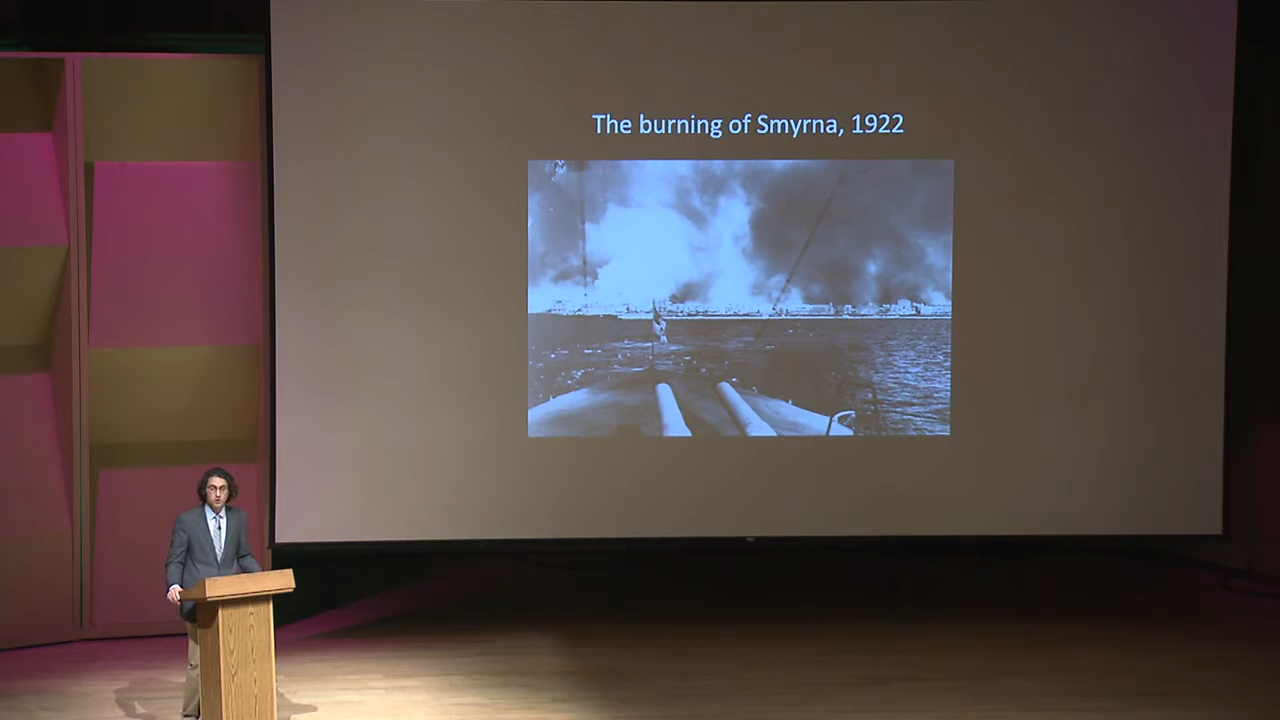 The burning of Smyrna, 1922